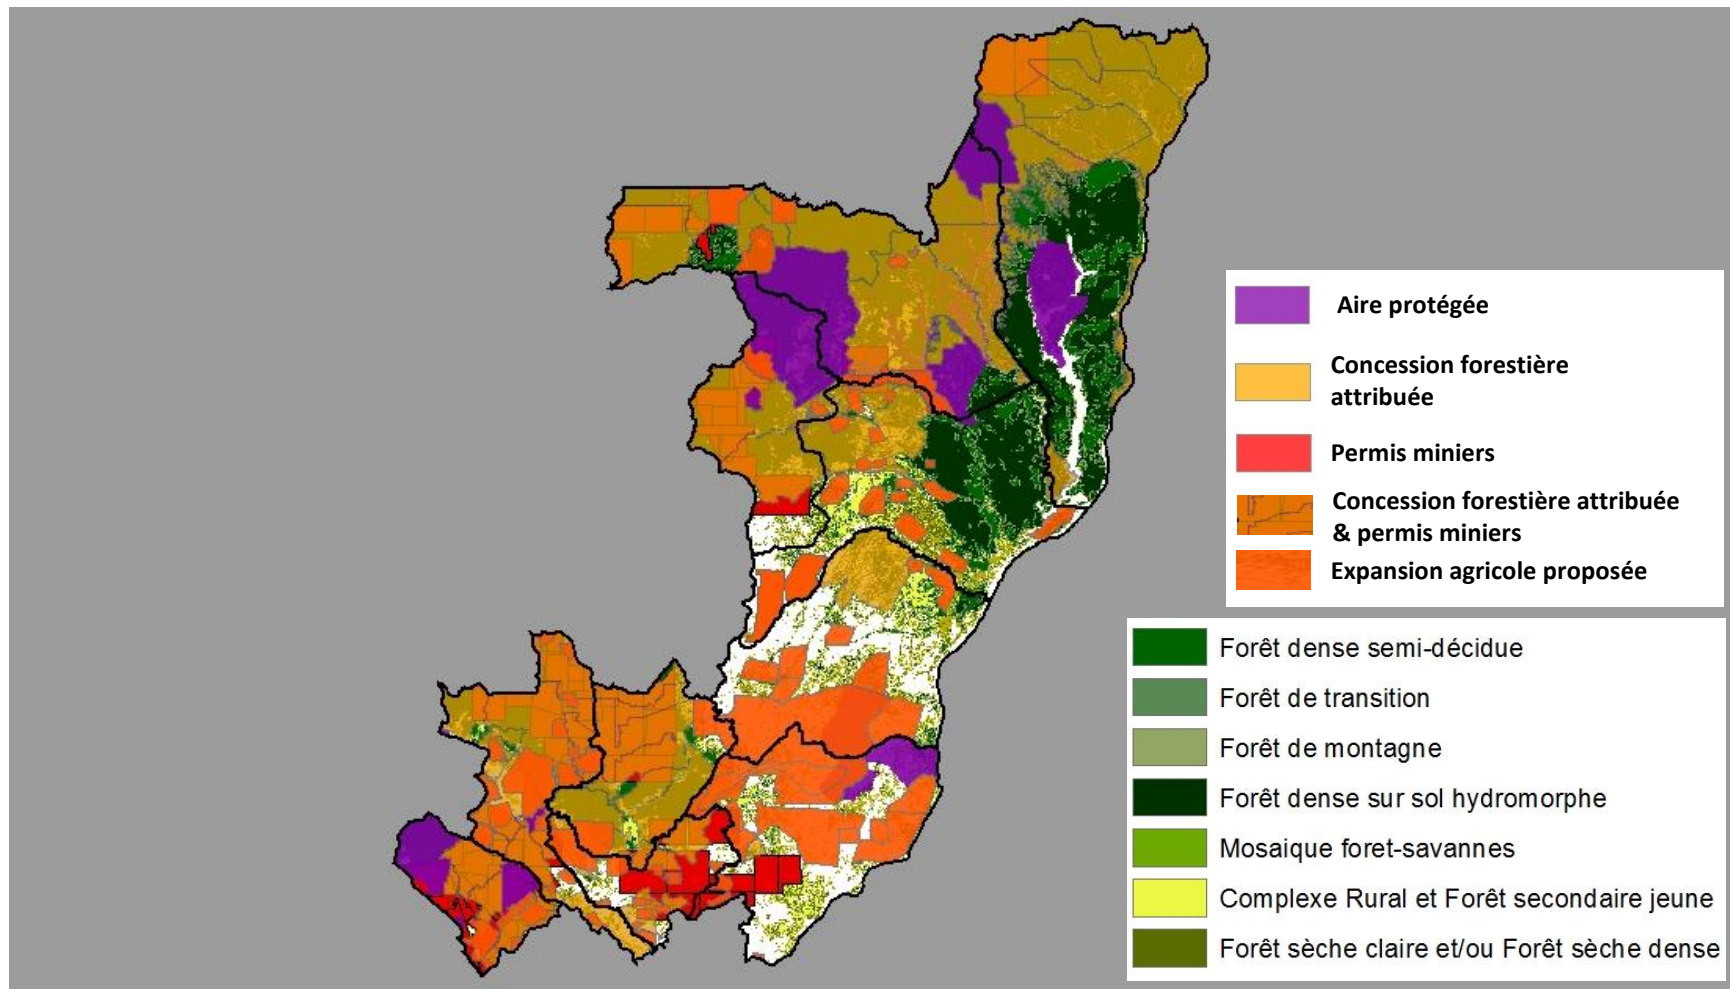 Aire protégée
Concession forestière
attribuée
Permis miniers
Concession forestière attribuée
& permis miniers
Expansion agricole proposée
Forêt dense semi-décidue
Forêt de transition
Forêt de montagne
Forêt dense sur sol hydromorphe
Mosaique foret-savannes
Complexe Rural et Forêt secondaire jeune
Forêt sèche claire et/ou Forêt sèche dense